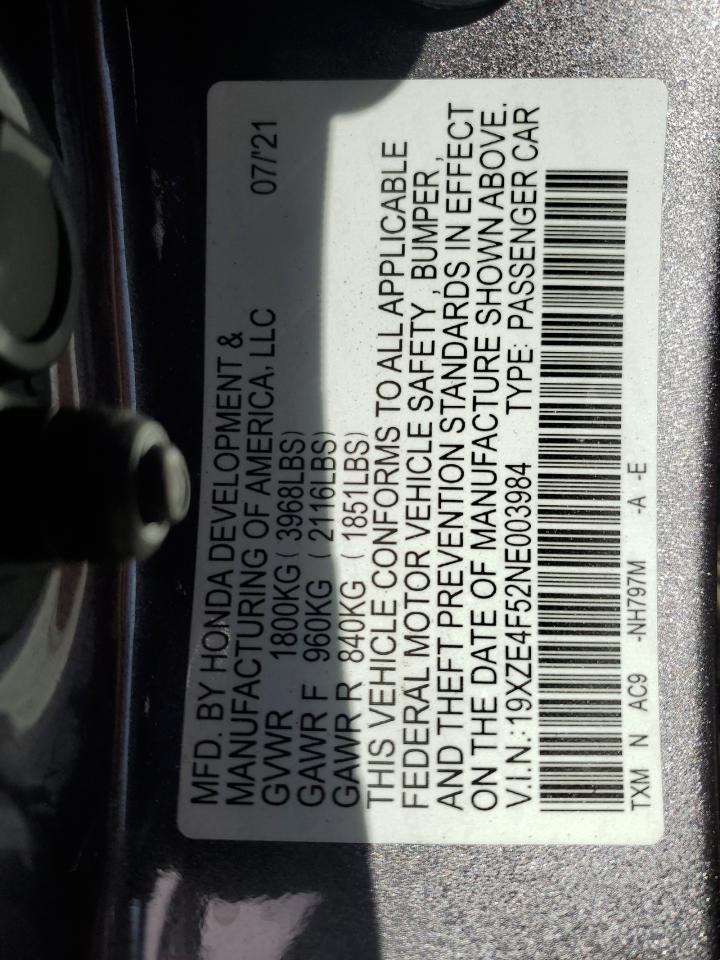 MFD. BY HONDA DEVELOPMENT &
MANUFACTURING OF AMERICA, LLC 07/'21
GVWR 1800KG ( 3968LBS)
GAWR F 960KG ( 2116LBS)
GAWR R 840KG ( 1851LBS)
THIS VEHICLE CONFORMS TO ALL APPLICABLE
FEDERAL MOTOR VEHICLE SAFETY , BUMPER ,
AND THEFT PREVENTION STANDARDS IN EFFECT
ON THE DATE OF MANUFACTURE SHOWN ABOVE.
V.I.N.:19XZE4F52NE003984 TYPE: PASSENGER CAR
TXM N AC9 -NH797M -A -E